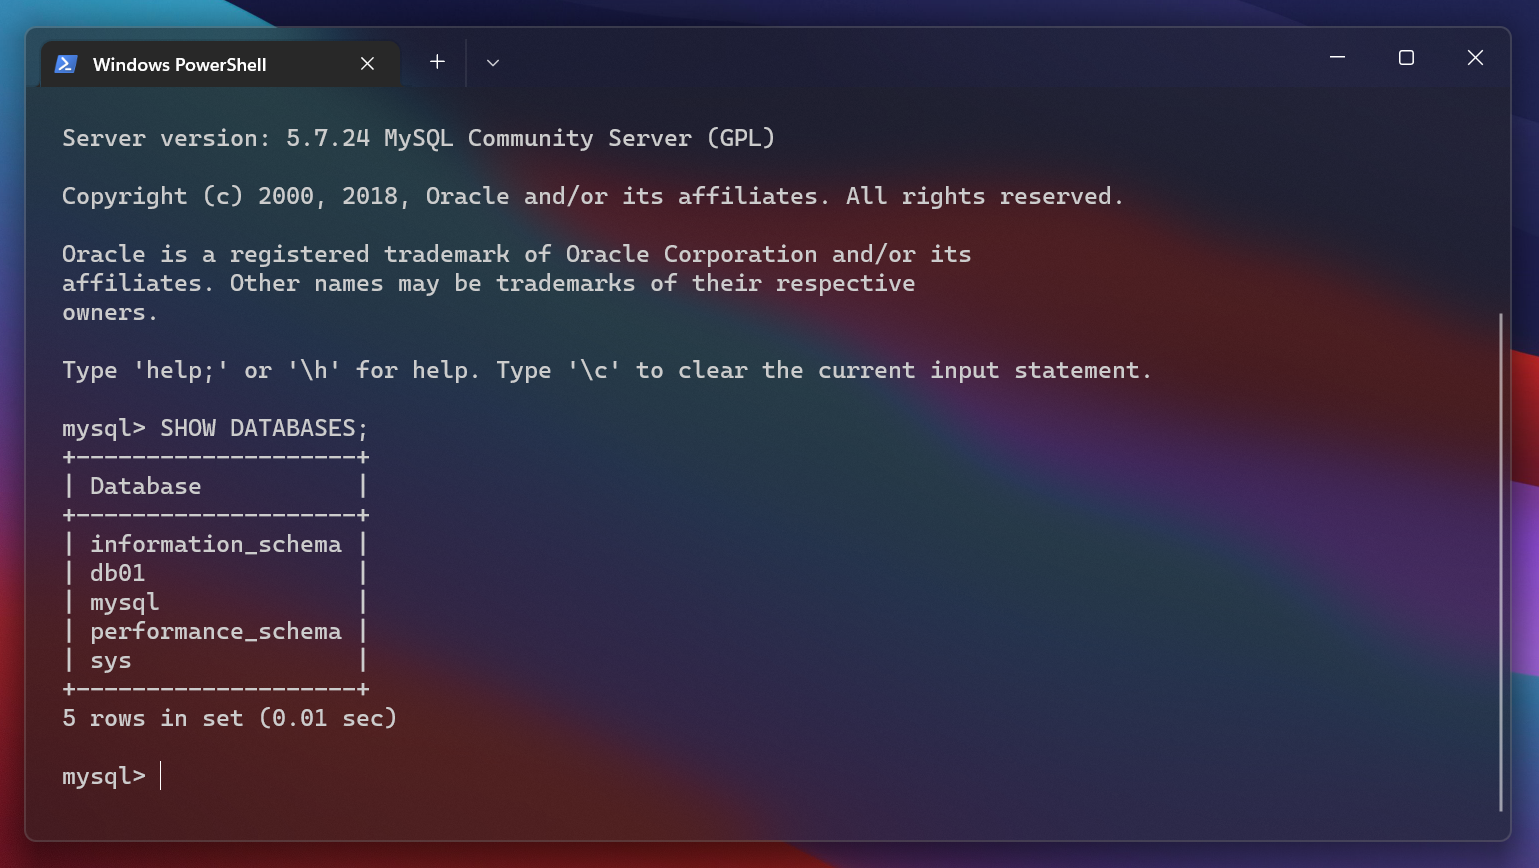 Windows PowerShell
Server version: 5.7.24 MySQL Community Server (GPL)
Copyright (c) 2000, 2018, Oracle and/or its affiliates. All rights reserved.
Oracle is a registered trademark of Oracle Corporation and/or its
affiliates. Other names may be trademarks of their respective
owners.
Type 'help;' or '\h' for help. Type '\c' to clear the current input statement.
mysql> SHOW DATABASES;
+--------------------+
| Database           |
+--------------------+
| information_schema |
| db01               |
| mysql              |
| performance_schema |
| sys                |
+--------------------+
5 rows in set (0.01 sec)
mysql>